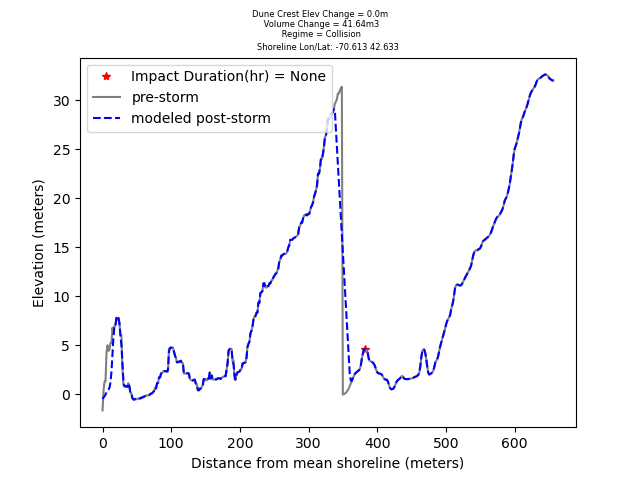 Dune Crest Elev Change = 0.0m
Volume Change = 41.64m3
Regime = Collision
Shoreline Lon/Lat: -70.613 42.633
Impact Duration(hr) = None
pre-storm
modeled post-storm
Elevation (meters)
30
25
20
15
10
5
0
0 100 200 300 400 500 600
Distance from mean shoreline (meters)